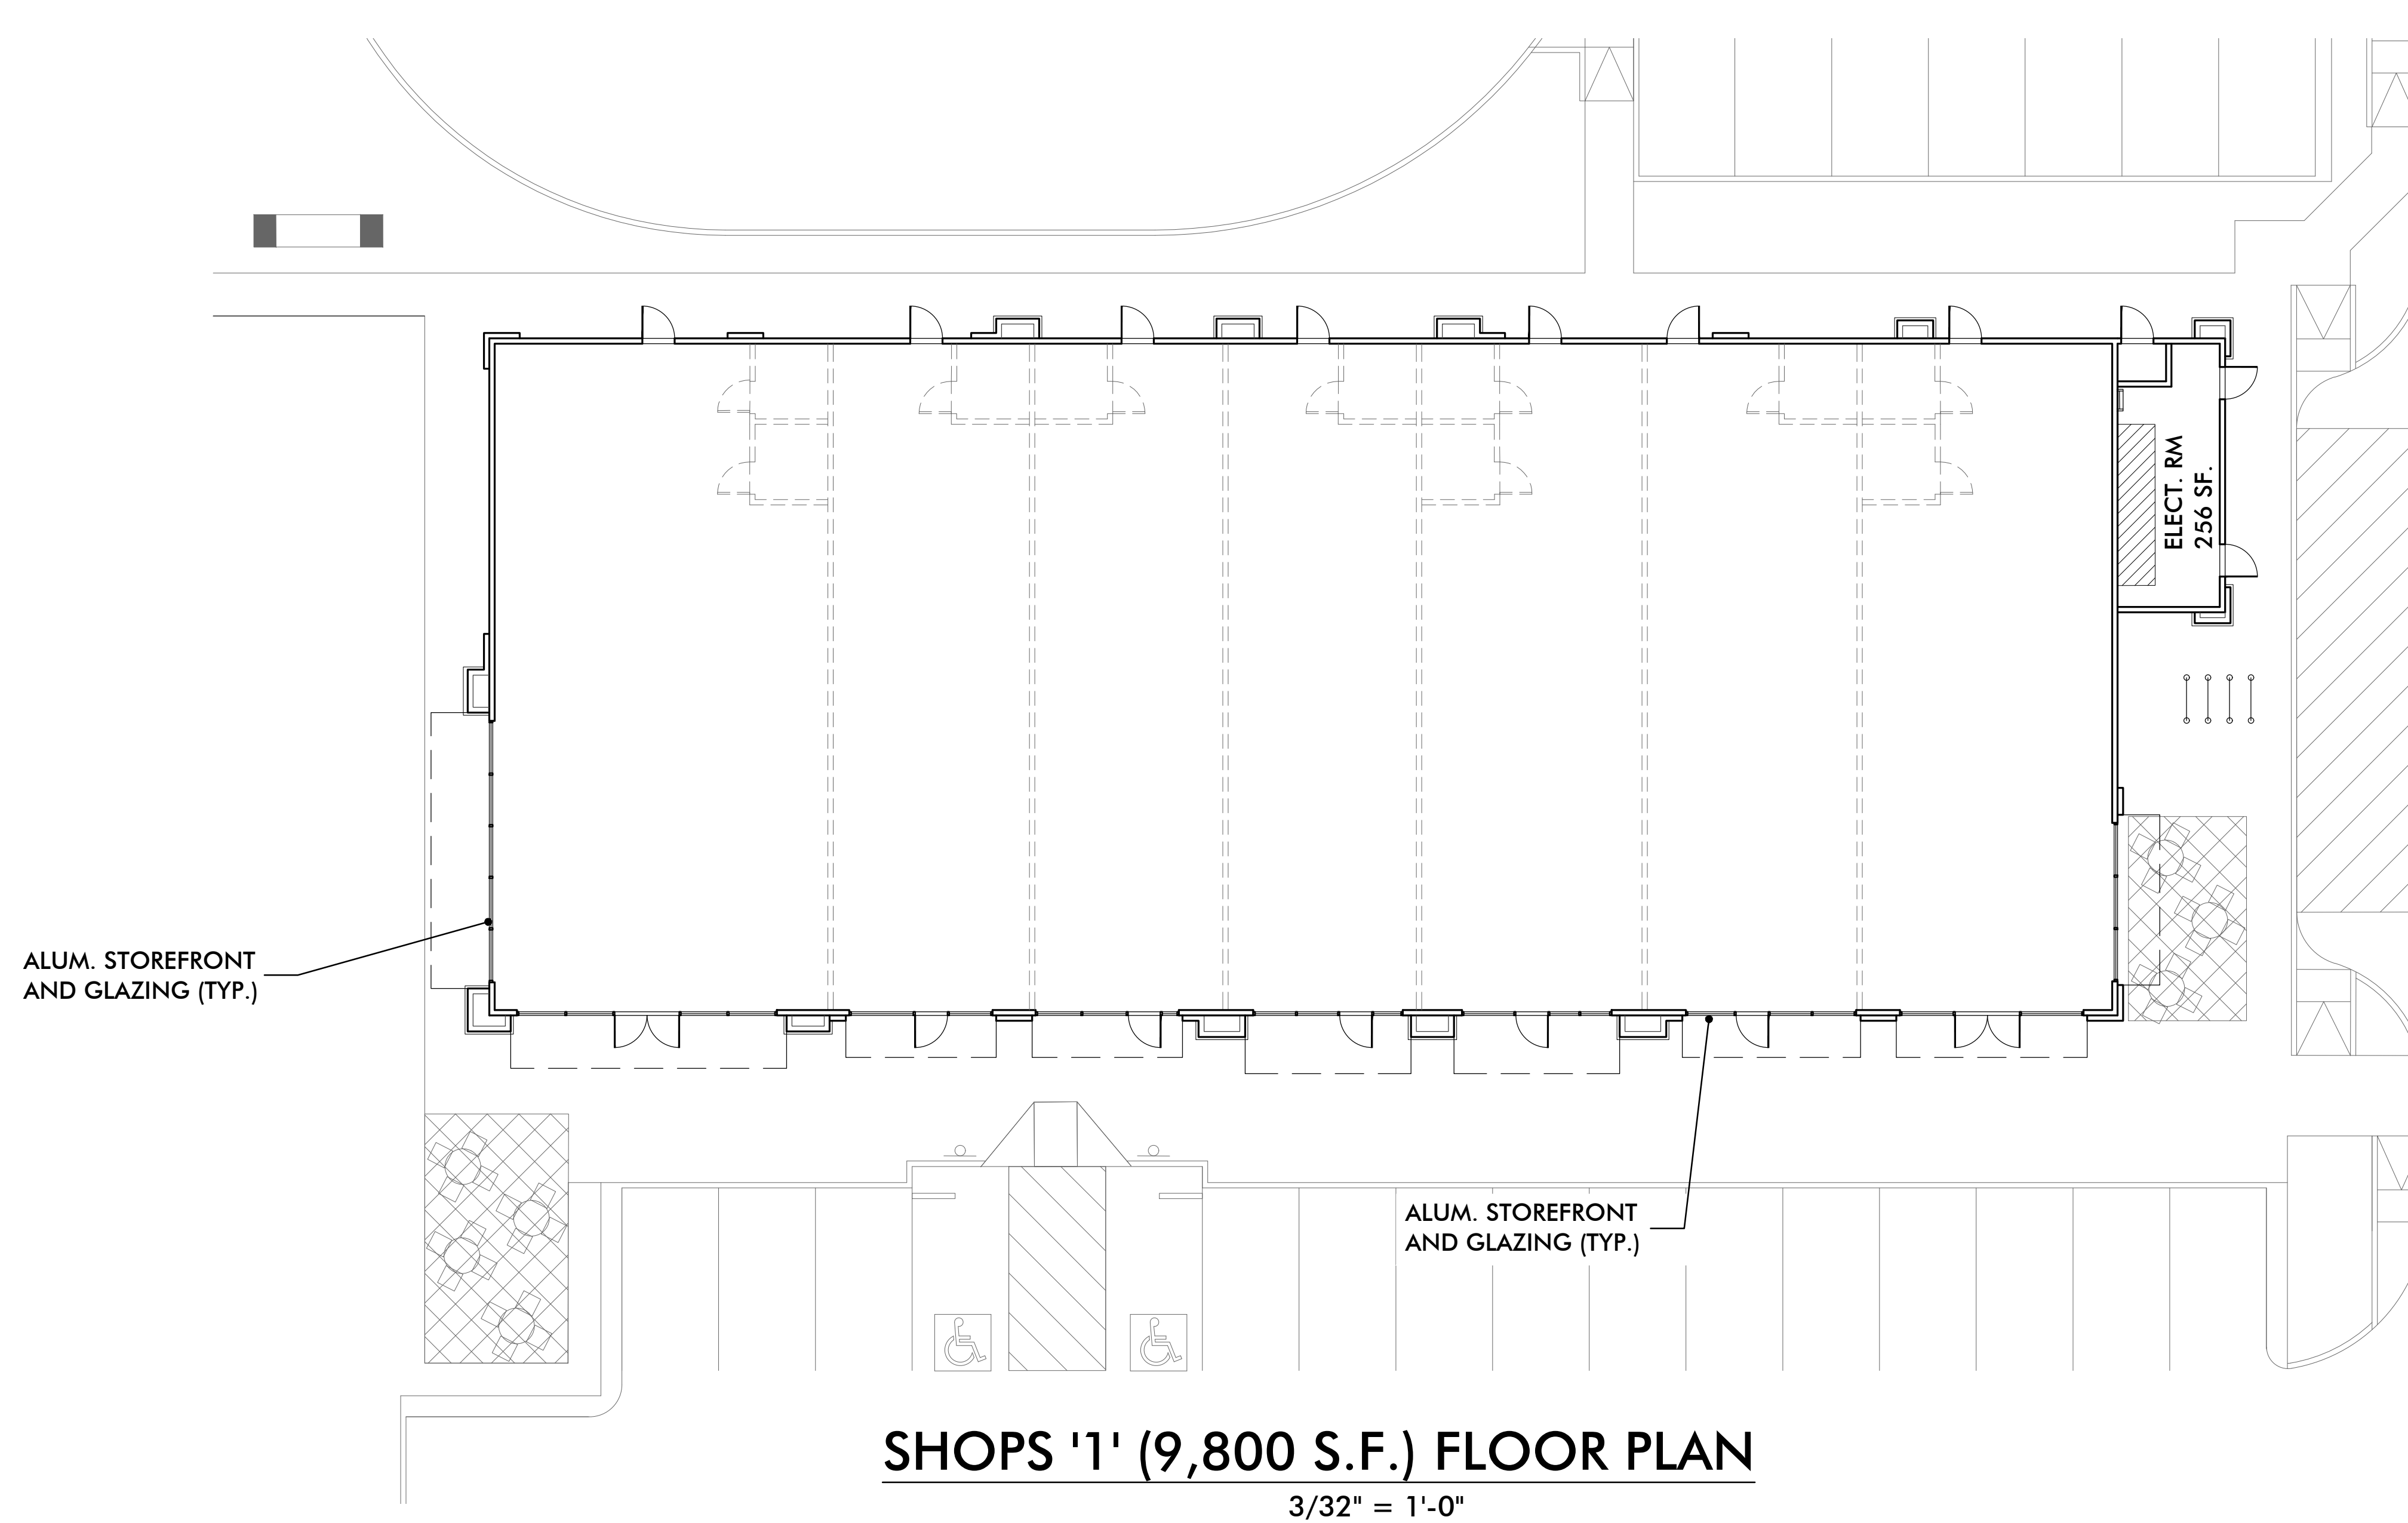 ELECT. RM
256 SF.
ALUM. STOREFRONT
AND GLAZING (TYP.)
ALUM. STOREFRONT
AND GLAZING (TYP.)
SHOPS '1' (9,800 S.F.) FLOOR PLAN
3/32" = 1'-0"